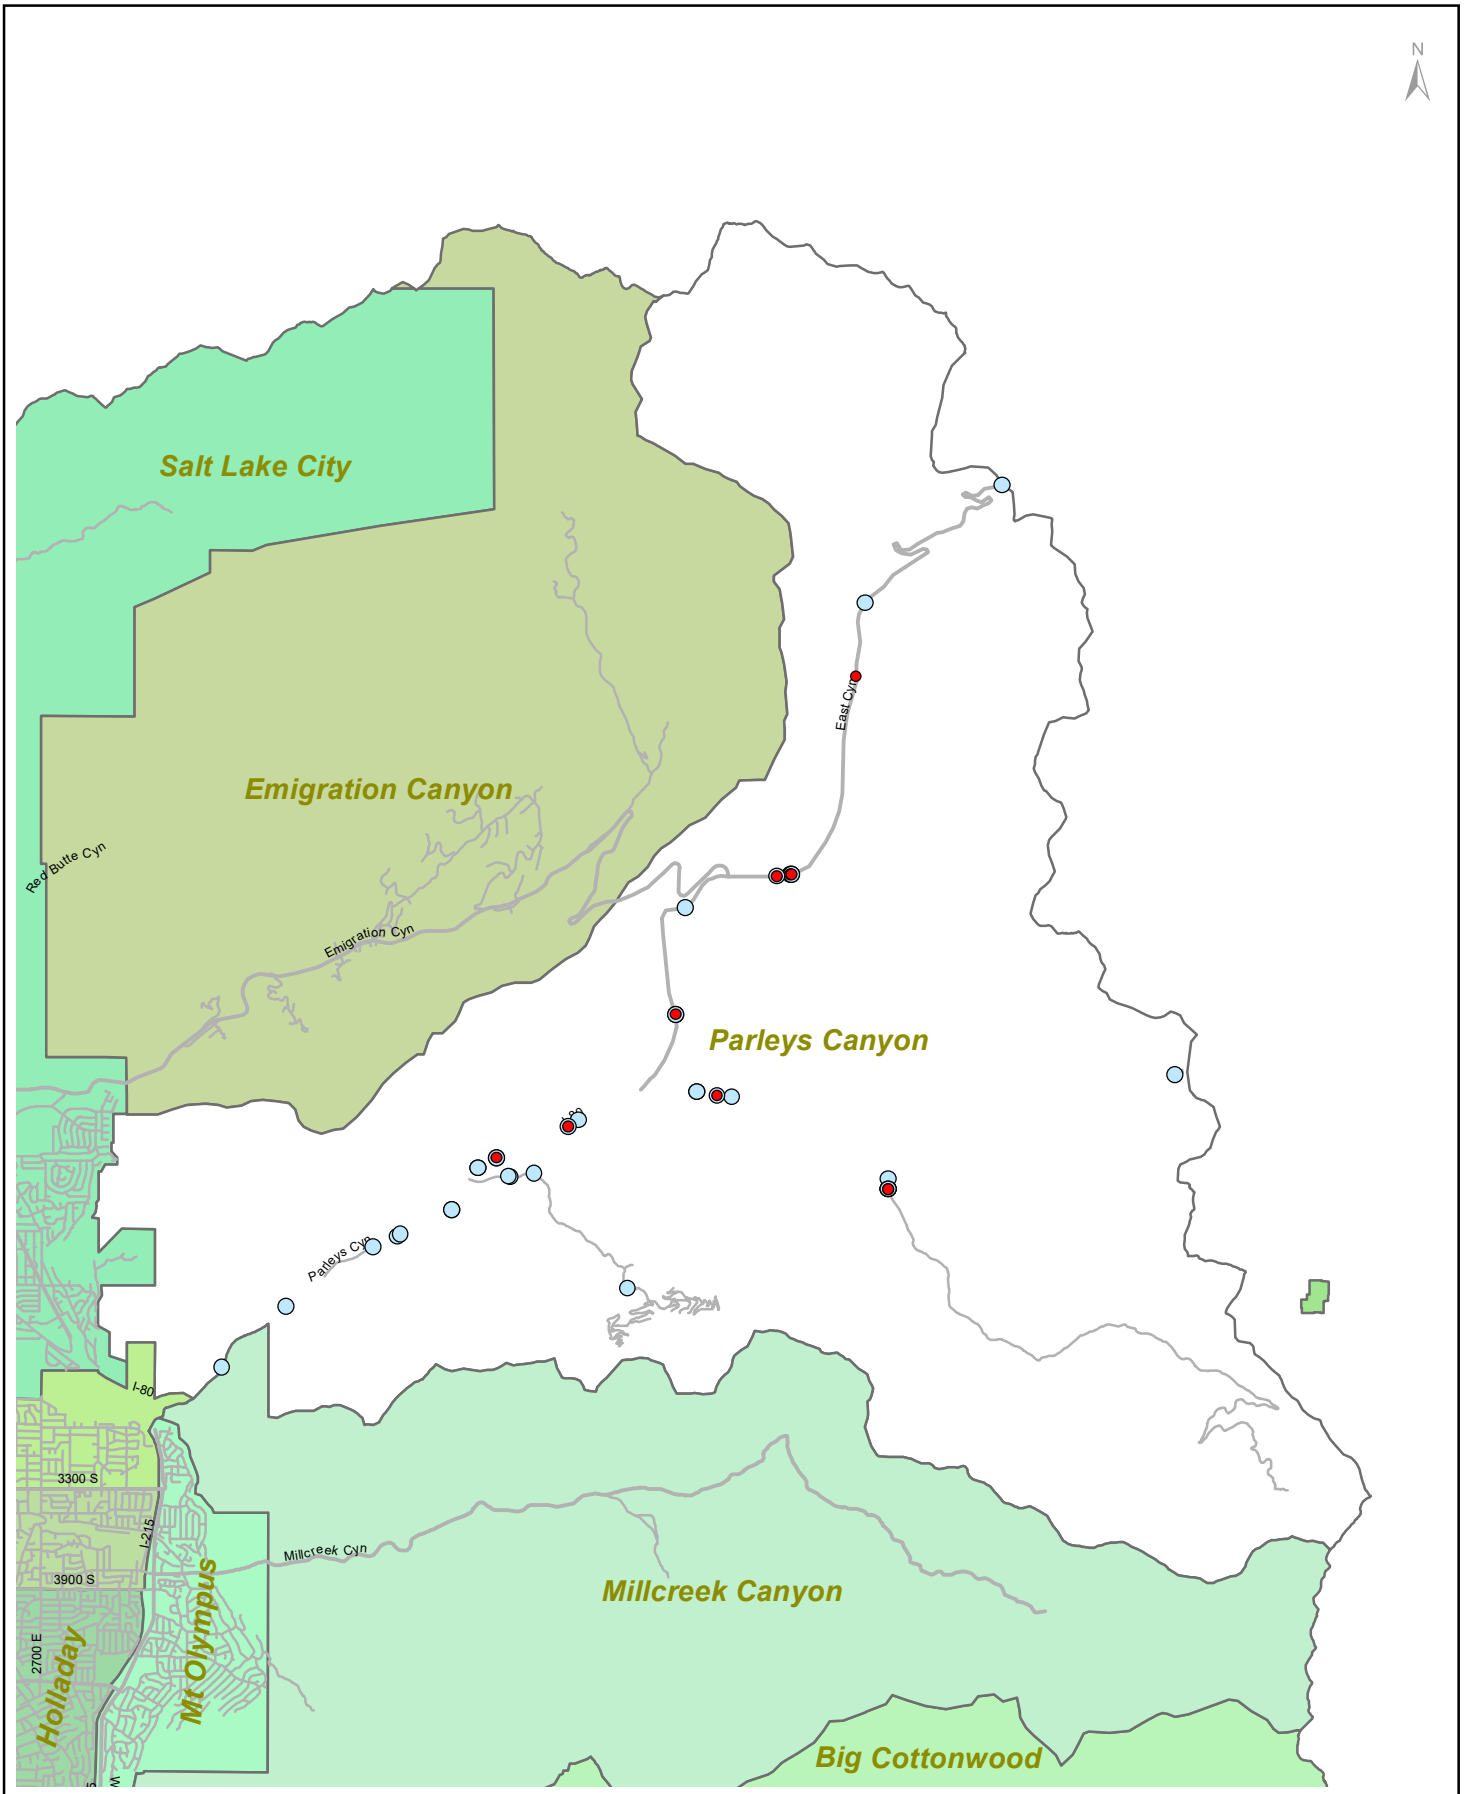 N
Salt Lake City
East Cyn
Emigration Canyon
Red Butte Cyn
Emigration Cyn
Parleys Canyon
Parleys Cyn
I-80
3300 S
I-215
Millcreek Cyn
3900 S
Millcreek Canyon
Mt Olympus
2700 E
Holladay
Big Cottonwood
W